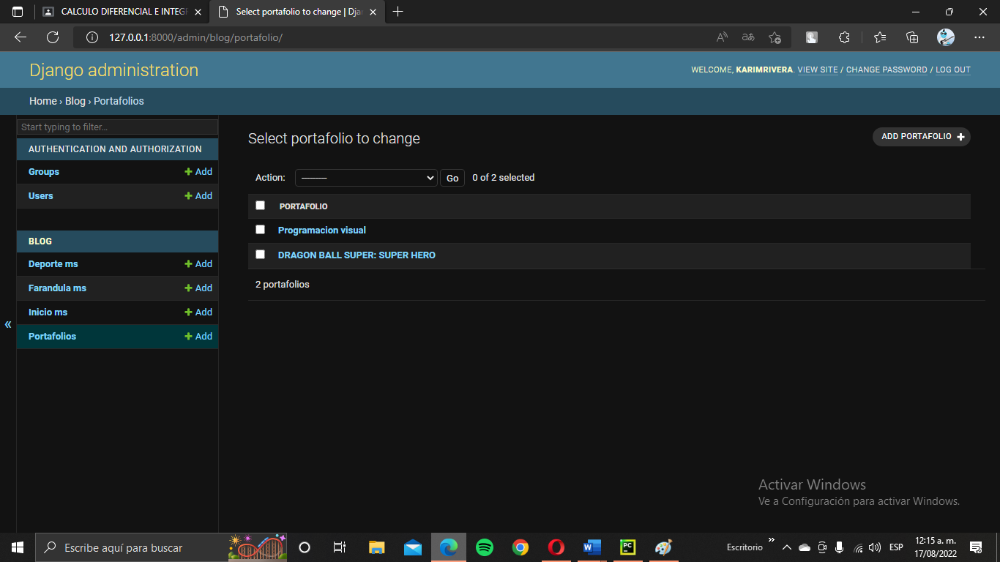 CALCULO DIFERENCIAL E INTEGR
Select portafolio to change | Dja
127.0.0.1:8000/admin/blog/portafolio/
Django administration
WELCOME, KARIMRIVERA. VIEW SITE / CHANGE PASSWORD / LOG OUT
Home › Blog › Portafolios
Start typing to filter...
AUTHENTICATION AND AUTHORIZATION
Groups + Add
Users + Add
BLOG
Deporte ms + Add
Farandula ms + Add
Inicio ms + Add
Portafolios + Add
«
Select portafolio to change
ADD PORTAFOLIO +
Action: --------- Go 0 of 2 selected
PORTAFOLIO
Programacion visual
DRAGON BALL SUPER: SUPER HERO
2 portafolios
Activar Windows
Ve a Configuración para activar Windows.
Escribe aquí para buscar
Escritorio »
ESP
12:15 a. m.
17/08/2022